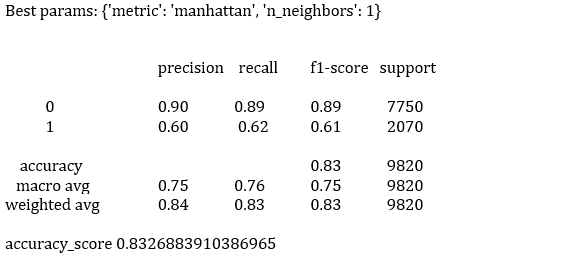 Best params: {'metric': 'manhattan', 'n_neighbors': 1}
precision recall f1-score support
0 0.90 0.89 0.89 7750
1 0.60 0.62 0.61 2070
accuracy 0.83 9820
macro avg 0.75 0.76 0.75 9820
weighted avg 0.84 0.83 0.83 9820
accuracy_score 0.8326883910386965